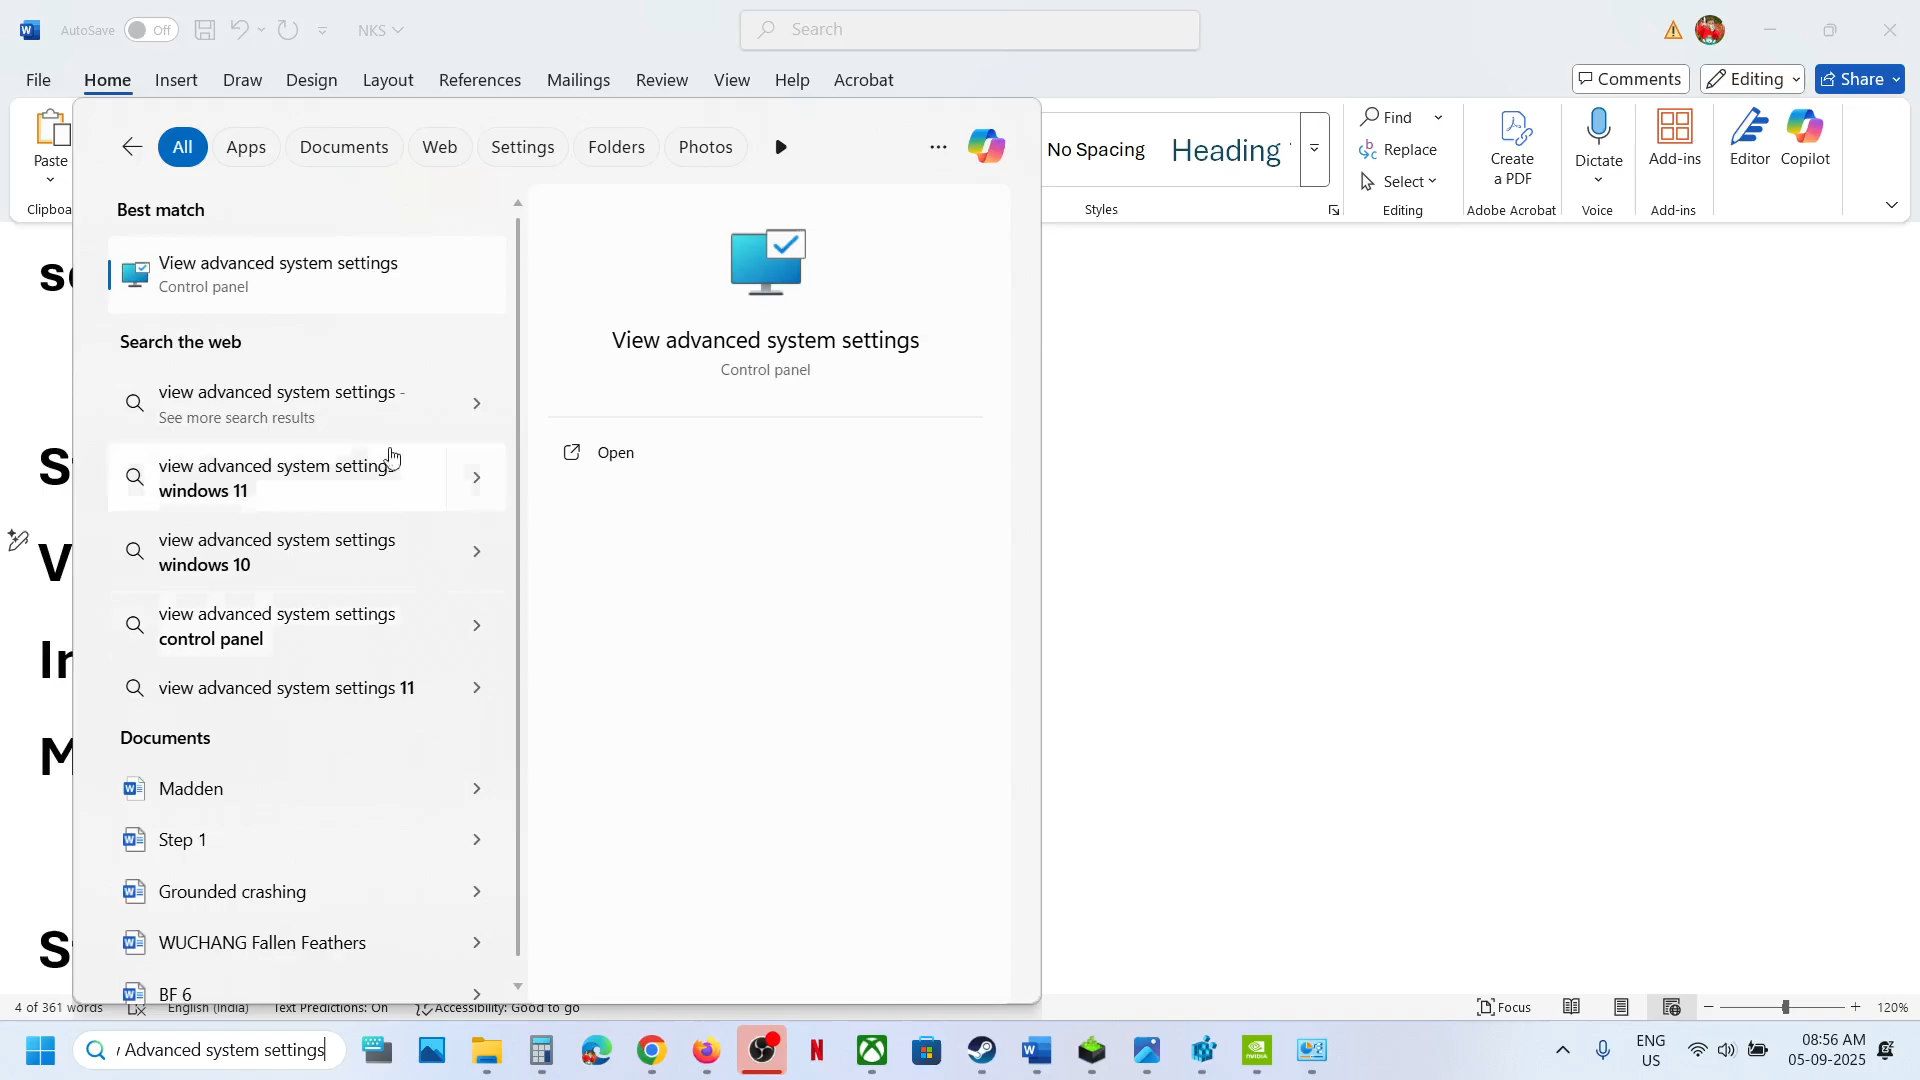 AutoSave Off NKS Search
File Home Insert Draw Design Layout References Mailings Review View Help Acrobat Comments Editing Share
Paste
Clipboa
No Spacing Heading
Styles
Find
Replace
Select
Editing
Create
a PDF
Adobe Acrobat
Dictate
Voice
Add-ins
Add-ins
Editor
Copilot
All Apps Documents Web Settings Folders Photos
Best match
View advanced system settings
Control panel
Search the web
view advanced system settings -
See more search results
view advanced system settings
windows 11
view advanced system settings
windows 10
view advanced system settings
control panel
view advanced system settings 11
Documents
Madden
Step 1
Grounded crashing
WUCHANG Fallen Feathers
BF 6
View advanced system settings
Control panel
Open
4 of 361 words English (India) Text Predictions: On Accessibility: Good to go
Focus 120%
Advanced system settings
ENG
US
08:56 AM
05-09-2025